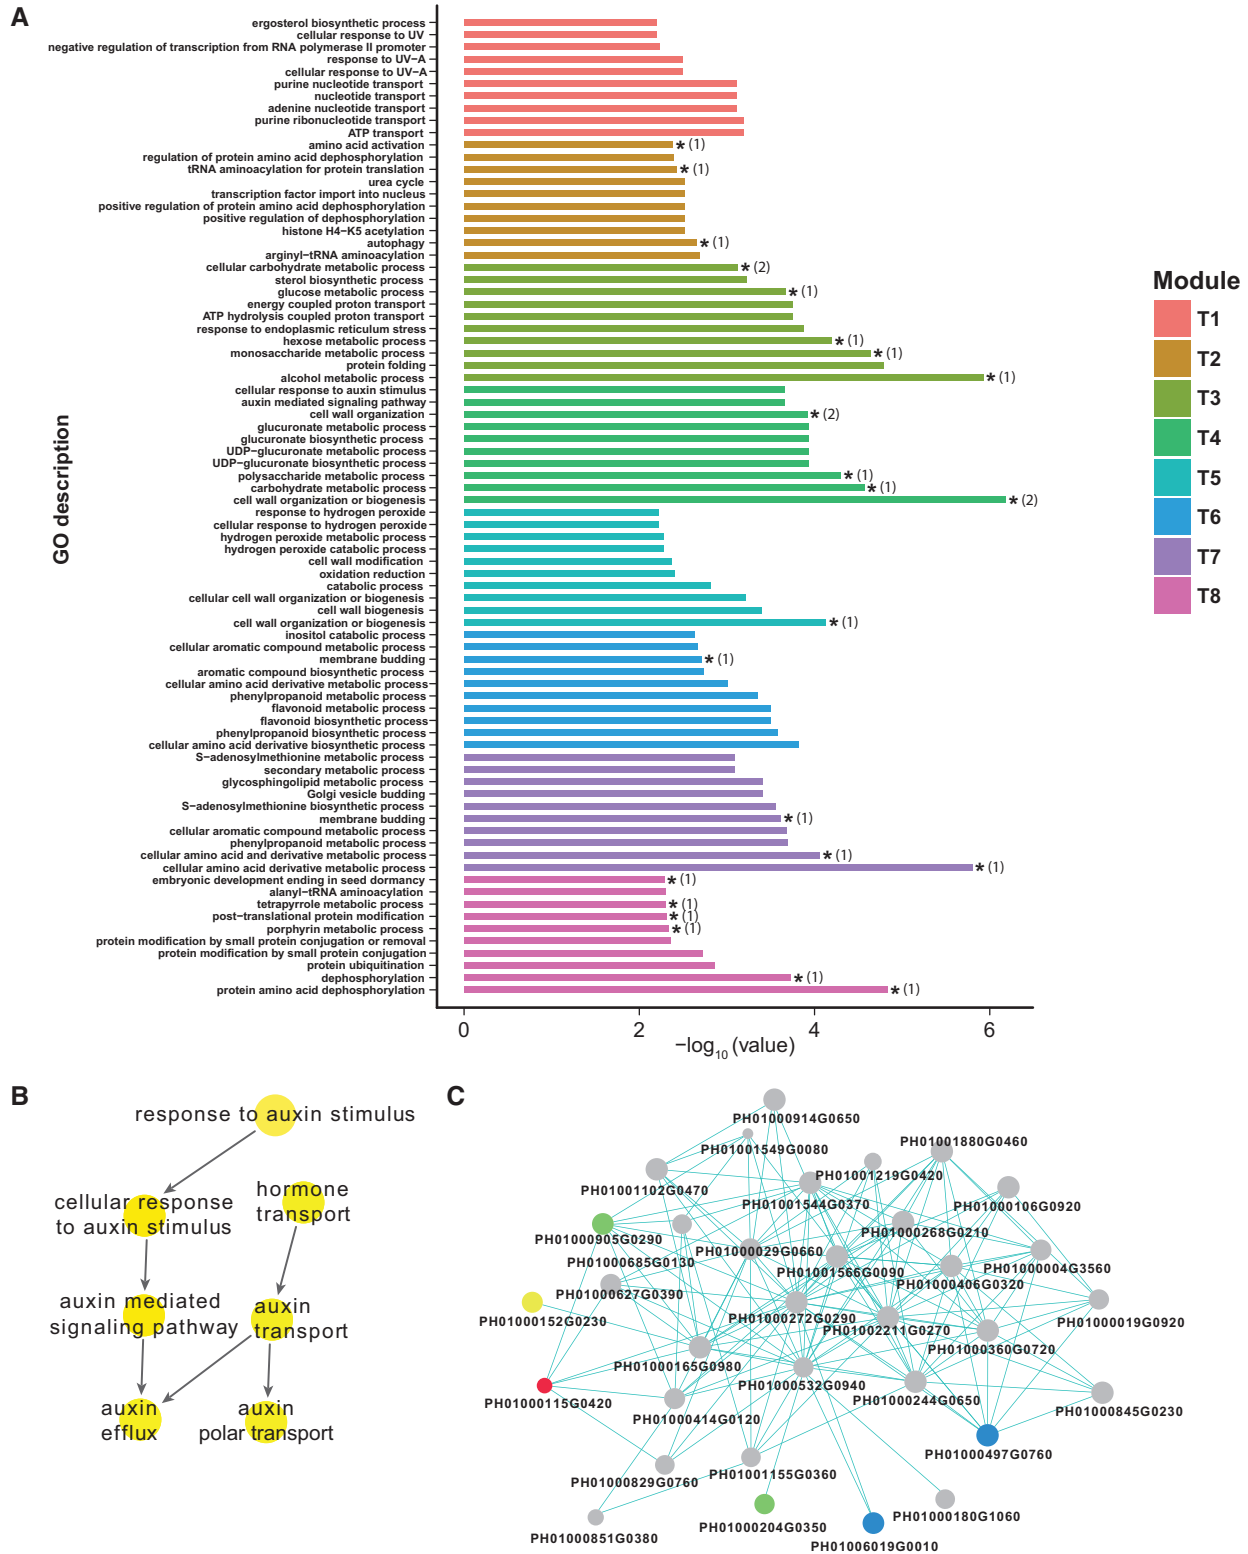 A
ergosterol biosynthetic process
cellular response to UV
negative regulation of transcription from RNA polymerase II promoter
response to UV−A
cellular response to UV−A
purine nucleotide transport
nucleotide transport
adenine nucleotide transport
purine ribonucleotide transport
ATP transport
amino acid activation * (1)
regulation of protein amino acid dephosphorylation
tRNA aminoacylation for protein translation * (1)
urea cycle
transcription factor import into nucleus
positive regulation of protein amino acid dephosphorylation
positive regulation of dephosphorylation
histone H4−K5 acetylation
autophagy * (1)
arginyl−tRNA aminoacylation
cellular carbohydrate metabolic process * (2)
sterol biosynthetic process
glucose metabolic process * (1)
energy coupled proton transport
ATP hydrolysis coupled proton transport
response to endoplasmic reticulum stress
hexose metabolic process * (1)
monosaccharide metabolic process * (1)
protein folding
alcohol metabolic process * (1)
cellular response to auxin stimulus
auxin mediated signaling pathway
cell wall organization * (2)
glucuronate metabolic process
glucuronate biosynthetic process
UDP−glucuronate metabolic process
UDP−glucuronate biosynthetic process
polysaccharide metabolic process * (1)
carbohydrate metabolic process * (1)
cell wall organization or biogenesis * (2)
response to hydrogen peroxide
cellular response to hydrogen peroxide
hydrogen peroxide metabolic process
hydrogen peroxide catabolic process
cell wall modification
oxidation reduction
catabolic process
cellular cell wall organization or biogenesis
cell wall biogenesis
cell wall organization or biogenesis * (1)
inositol catabolic process
cellular aromatic compound metabolic process
membrane budding * (1)
aromatic compound biosynthetic process
cellular amino acid derivative metabolic process
phenylpropanoid metabolic process
flavonoid metabolic process
flavonoid biosynthetic process
phenylpropanoid biosynthetic process
cellular amino acid derivative biosynthetic process
S−adenosylmethionine metabolic process
secondary metabolic process
glycosphingolipid metabolic process
Golgi vesicle budding
S−adenosylmethionine biosynthetic process
membrane budding * (1)
cellular aromatic compound metabolic process
phenylpropanoid metabolic process
cellular amino acid and derivative metabolic process * (1)
cellular amino acid derivative metabolic process * (1)
embryonic development ending in seed dormancy * (1)
alanyl−tRNA aminoacylation
tetrapyrrole metabolic process * (1)
post−translational protein modification * (1)
porphyrin metabolic process * (1)
protein modification by small protein conjugation or removal
protein modification by small protein conjugation
protein ubiquitination
dephosphorylation * (1)
protein amino acid dephosphorylation * (1)
GO description
0 2 4 6
−log10 (value)
Module
T1
T2
T3
T4
T5
T6
T7
T8
B
response to auxin stimulus
cellular response
to auxin stimulus
hormone
transport
auxin mediated
signaling pathway
auxin
transport
auxin
efflux
auxin
polar transport
C
PH01000914G0650
PH01001549G0080
PH01001880G0460
PH01001219G0420
PH01001102G0470
PH01001544G0370
PH01000106G0920
PH01000268G0210
PH01000905G0290
PH01000029G0660
PH01000685G0130
PH01001566G0090
PH01000004G3560
PH01000406G0320
PH01000627G0390
PH01000152G0230
PH01000272G0290
PH01002211G0270
PH01000019G0920
PH01000360G0720
PH01000165G0980
PH01000532G0940
PH01000115G0420
PH01000244G0650
PH01000845G0230
PH01000414G0120
PH01000497G0760
PH01001155G0360
PH01000829G0760
PH01000180G1060
PH01000204G0350
PH01000851G0380
PH01006019G0010